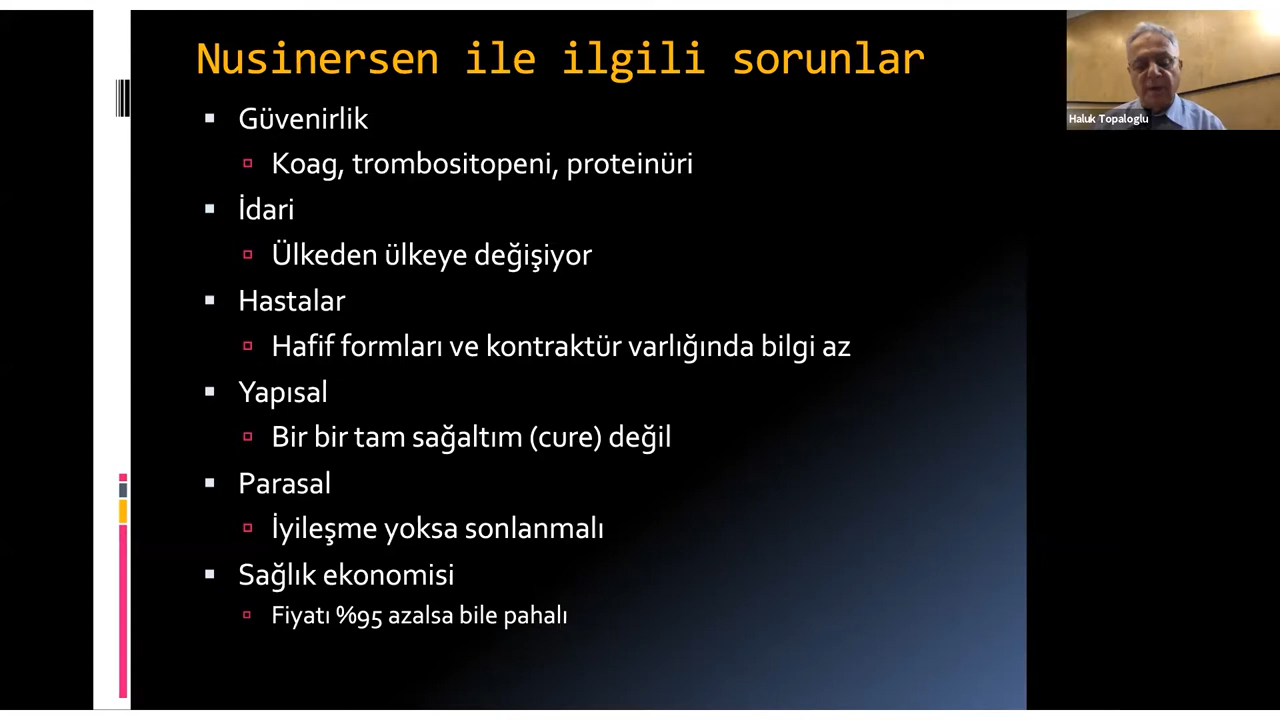 Nusinersen ile ilgili sorunlar
Güvenirlik
Koag, trombositopeni, proteinüri
İdari
Ülkeden ülkeye değişiyor
Hastalar
Hafif formları ve kontraktür varlığında bilgi az
Yapısal
Bir bir tam sağaltım (cure) değil
Parasal
İyileşme yoksa sonlanmalı
Sağlık ekonomisi
Fiyatı %95 azalsa bile pahalı
Haluk Topaloglu